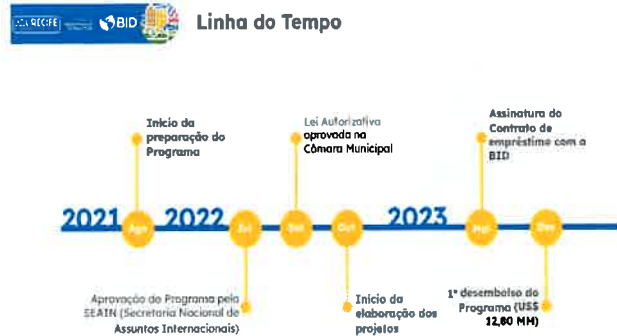 RECIFE
BID
Linha do Tempo
Início da
preparação do
Programa
Lei Autorizativa
aprovada na
Câmara Municipal
Assinatura do
Contrato de
empréstimo com o
BID
2021
Ago
2022
Jul
Set
Out
2023
Mai
Dez
Aprovação do Programa pela
SEAIN (Secretaria Nacional de
Assuntos Internacionais)
Início da
elaboração dos
projetos
1º desembolso do
Programa (US$
12,80 MM)